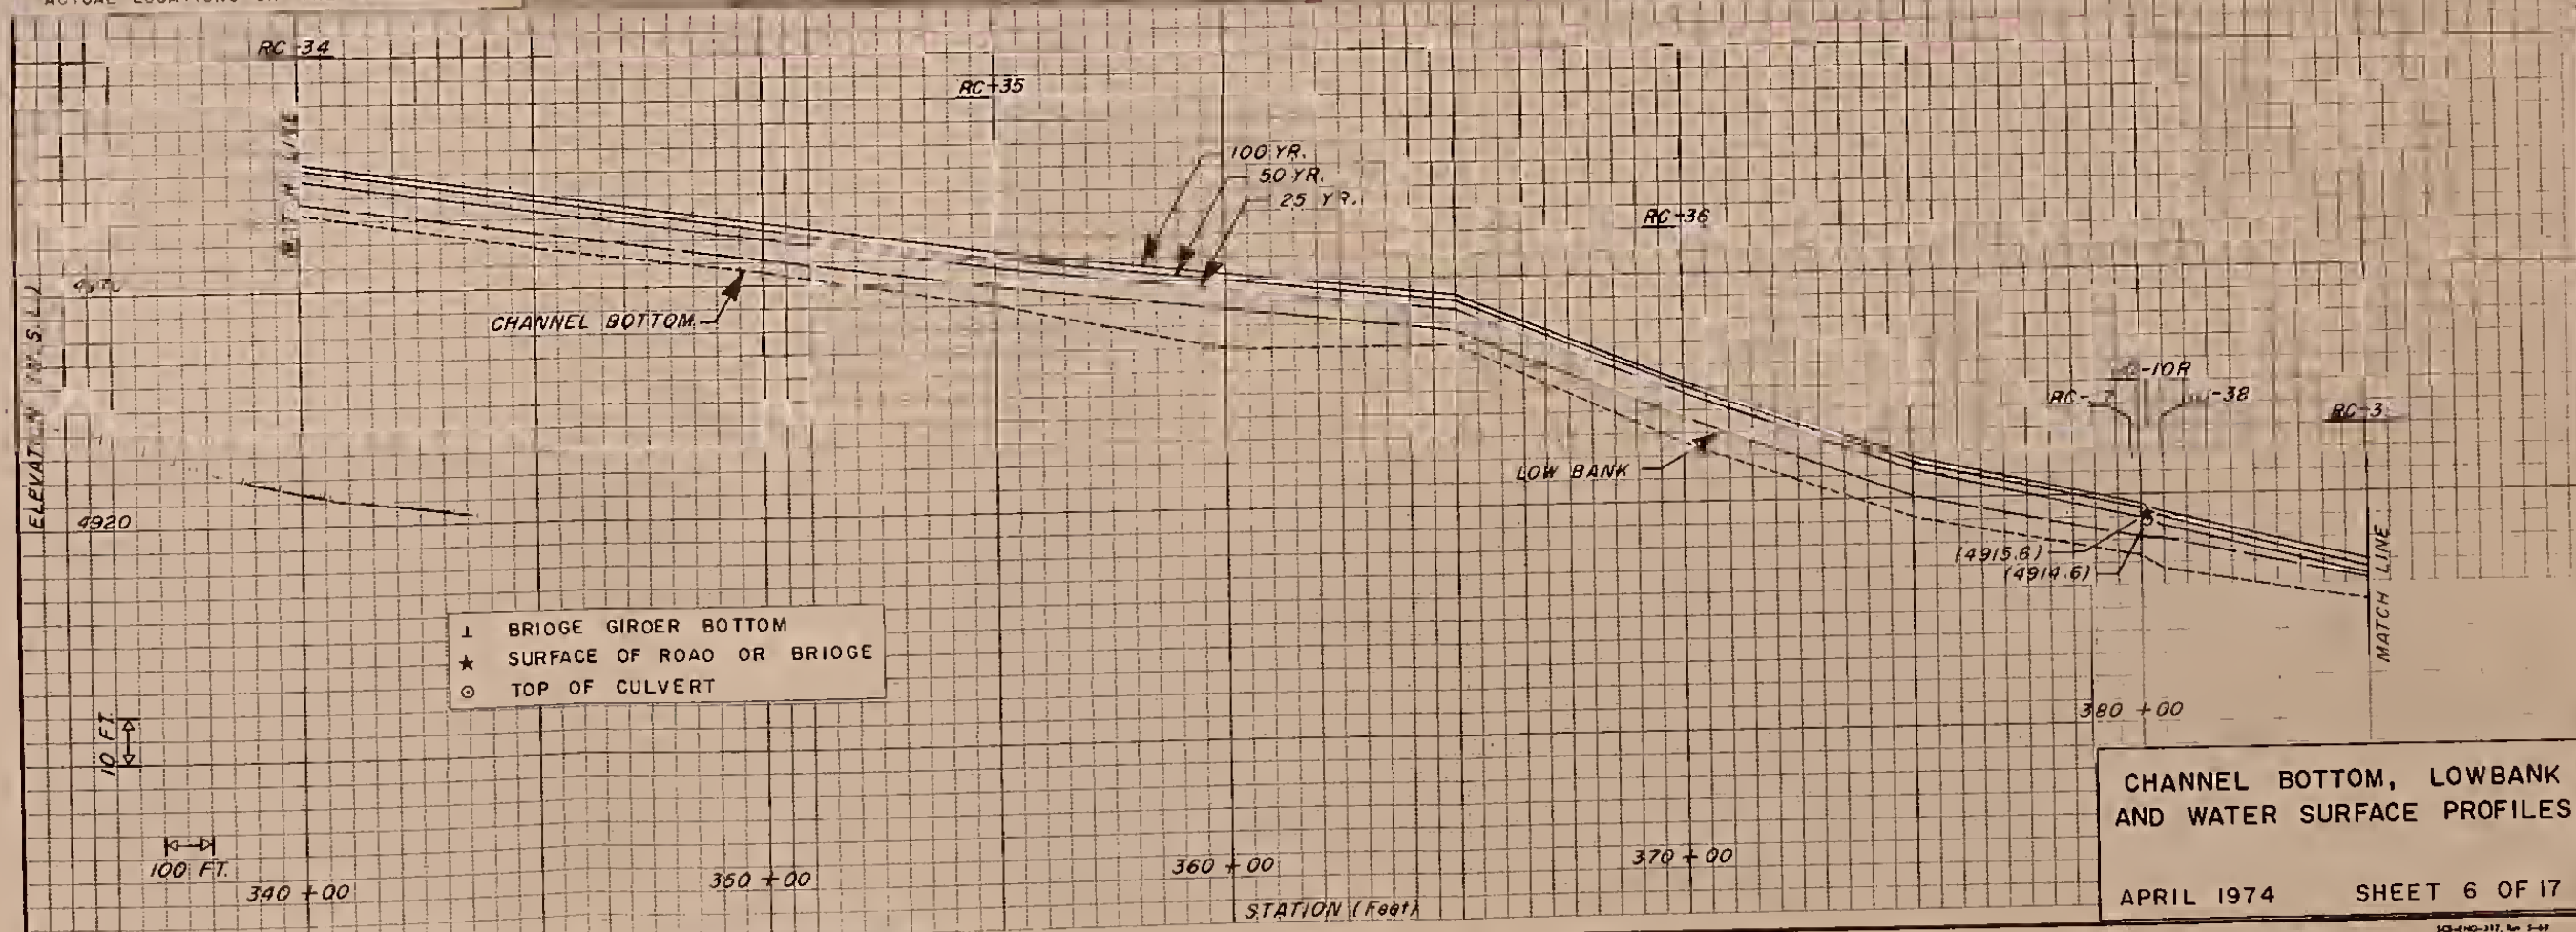 RC-34
RC-35
100 YR.
50 YR.
25 YR.
RC-36
CHANNEL BOTTOM
LOW BANK
-10R
-38
(4915.6)
(4914.6)
MATCH LINE
LINE
ELEVATION
4920
⊥ BRIOGE GIROER BOTTOM
★ SURFACE OF ROAO OR BRIOGE
⊙ TOP OF CULVERT
10 FT.
100 FT.
340 +00
350 +00
360 +00
370 +00
380 +00
STATION (Feet)
CHANNEL BOTTOM, LOWBANK
AND WATER SURFACE PROFILES
APRIL 1974 SHEET 6 OF 17